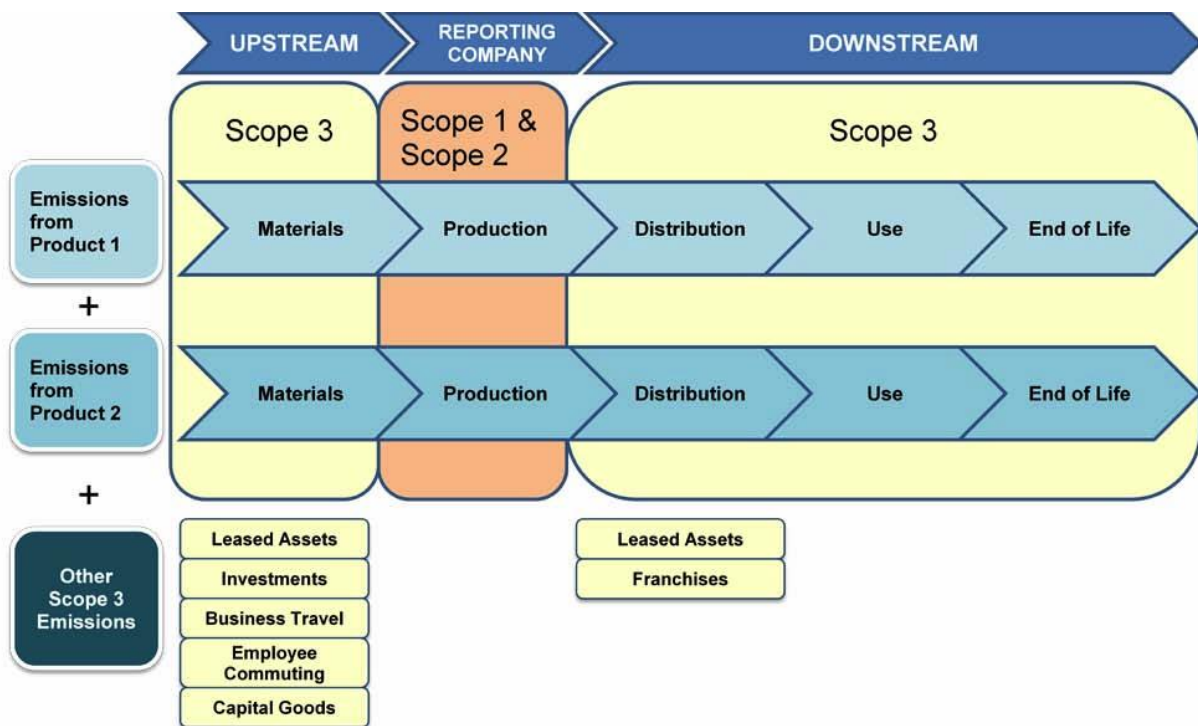 UPSTREAM
REPORTING
COMPANY
DOWNSTREAM
Scope 3
Scope 1 &
Scope 2
Scope 3
Emissions
from
Product 1
Materials
Production
Distribution
Use
End of Life
+
Emissions
from
Product 2
Materials
Production
Distribution
Use
End of Life
+
Other
Scope 3
Emissions
Leased Assets
Investments
Business Travel
Employee
Commuting
Capital Goods
Leased Assets
Franchises